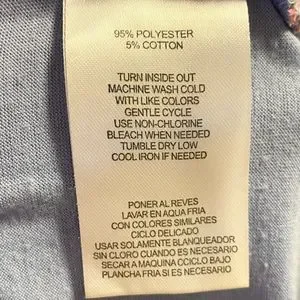 95% POLYESTER
5% COTTON
TURN INSIDE OUT
MACHINE WASH COLD
WITH LIKE COLORS
GENTLE CYCLE
USE NON-CHLORINE
BLEACH WHEN NEEDED
TUMBLE DRY LOW
COOL IRON IF NEEDED
PONER AL REVES
LAVAR EN AQUA FRIA
CON COLORES SIMILARES
CICLO DELICADO
USAR SOLAMENTE BLANQUEADOR
SIN CLORO CUANDO ES NECESARIO
SECAR A MAQUINA CCICLO BAJO
PLANCHA FRIA SI ES NECESARIO